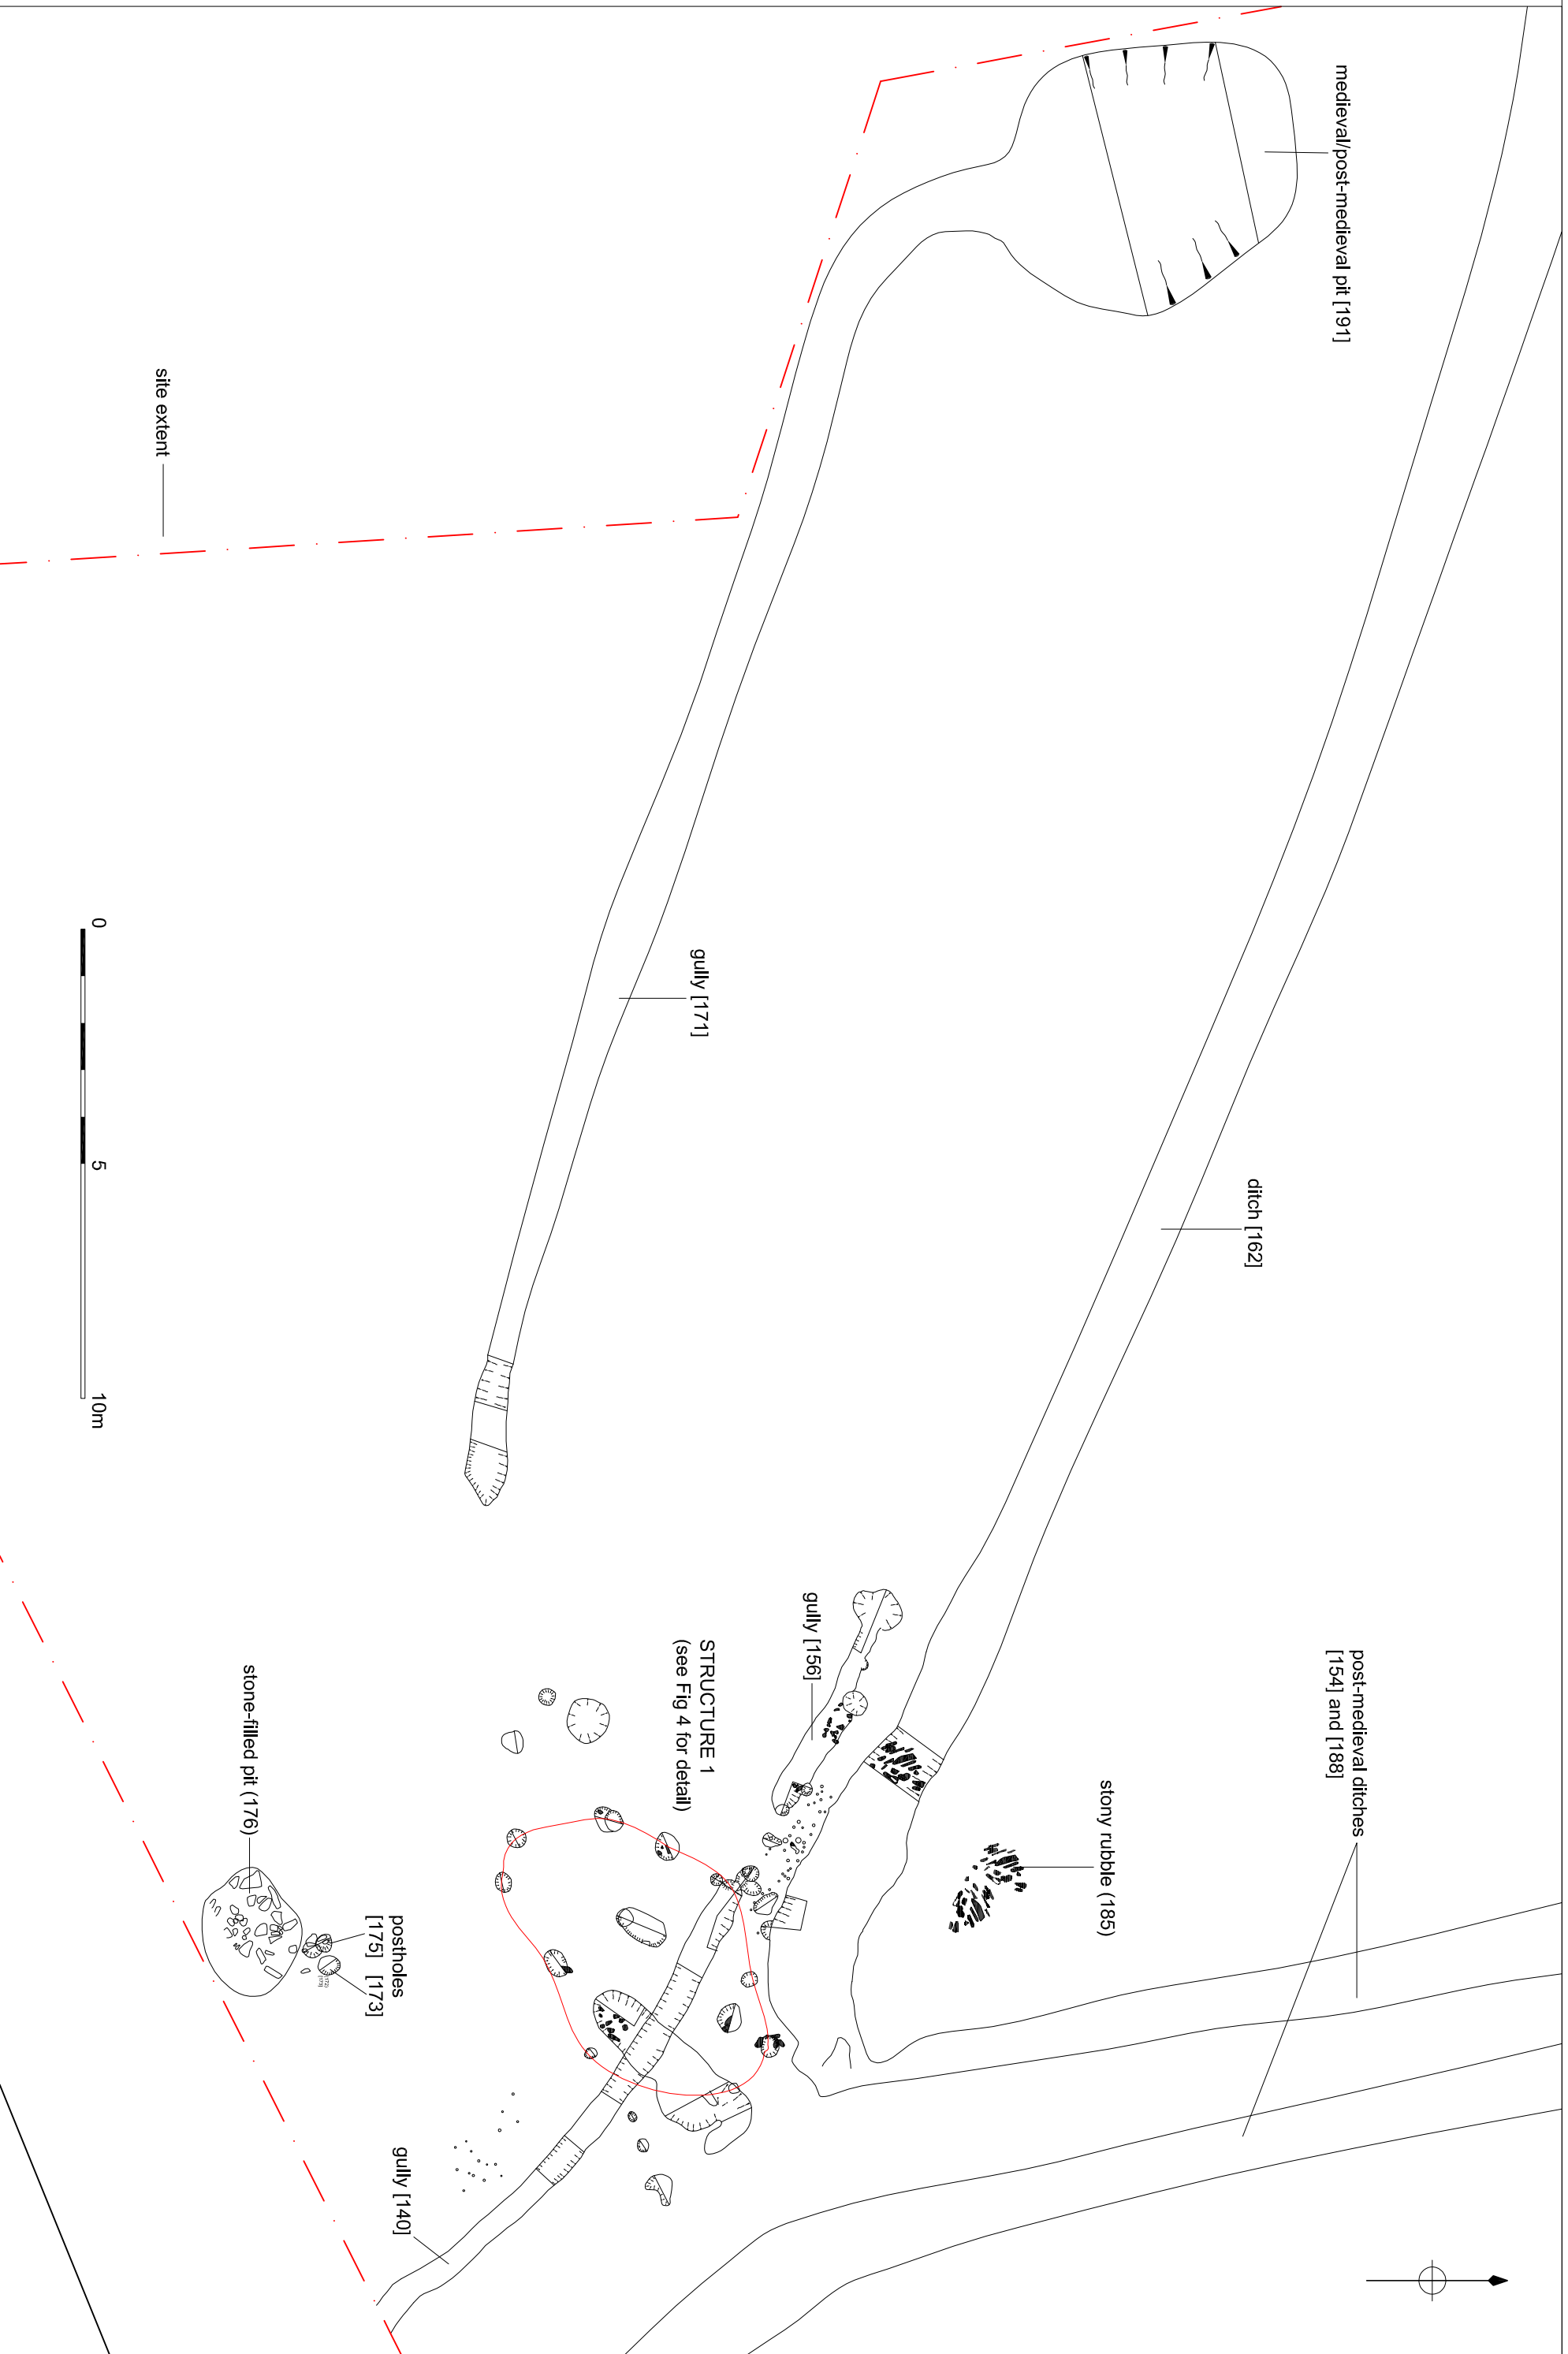 medieval/post-medieval pit [191]
post-medieval ditches
[154] and [188]
ditch [162]
stony rubble (185)
gully [156]
gully [171]
STRUCTURE 1
(see Fig 4 for detail)
site extent
stone-filled pit (176)
postholes
[175] [173]
gully [140]
0
5
10m